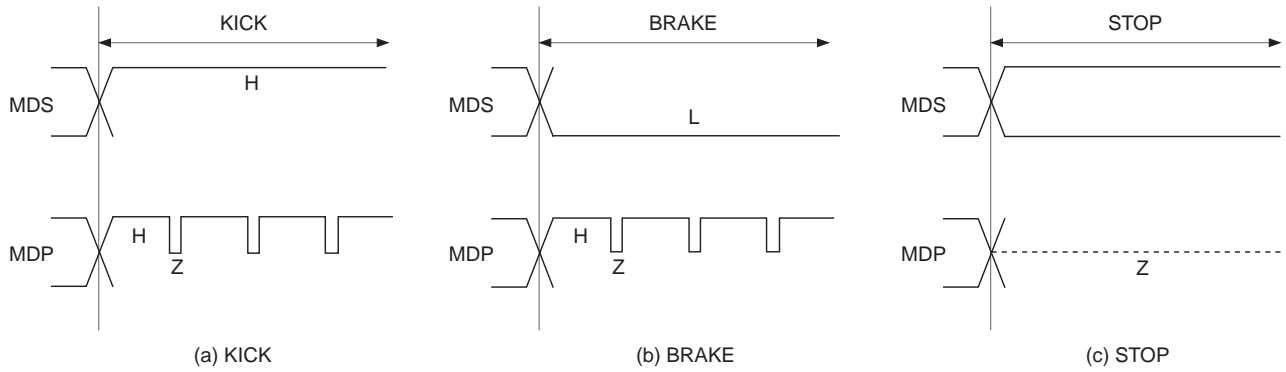 KICK
MDS
H
MDP
H
Z
(a) KICK
BRAKE
MDS
L
MDP
H
Z
(b) BRAKE
STOP
MDS
MDP
Z
(c) STOP